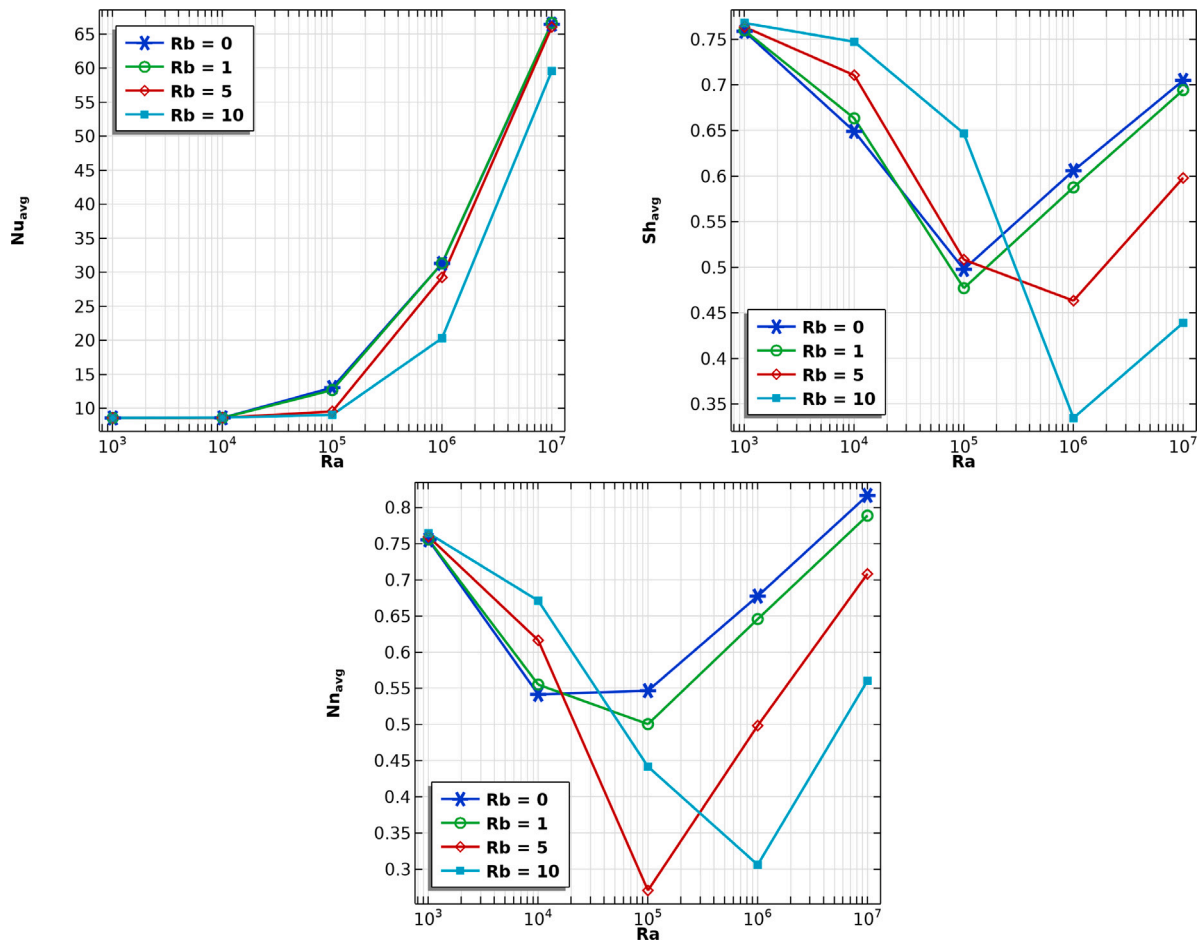 65
60
55
50
45
40
35
30
25
20
15
10
Nu_avg
Rb = 0
Rb = 1
Rb = 5
Rb = 10
10^3 10^4 10^5 10^6 10^7
Ra
0.75
0.7
0.65
0.6
0.55
0.5
0.45
0.4
0.35
Sh_avg
Rb = 0
Rb = 1
Rb = 5
Rb = 10
10^3 10^4 10^5 10^6 10^7
Ra
0.8
0.75
0.7
0.65
0.6
0.55
0.5
0.45
0.4
0.35
0.3
Nn_avg
Rb = 0
Rb = 1
Rb = 5
Rb = 10
10^3 10^4 10^5 10^6 10^7
Ra